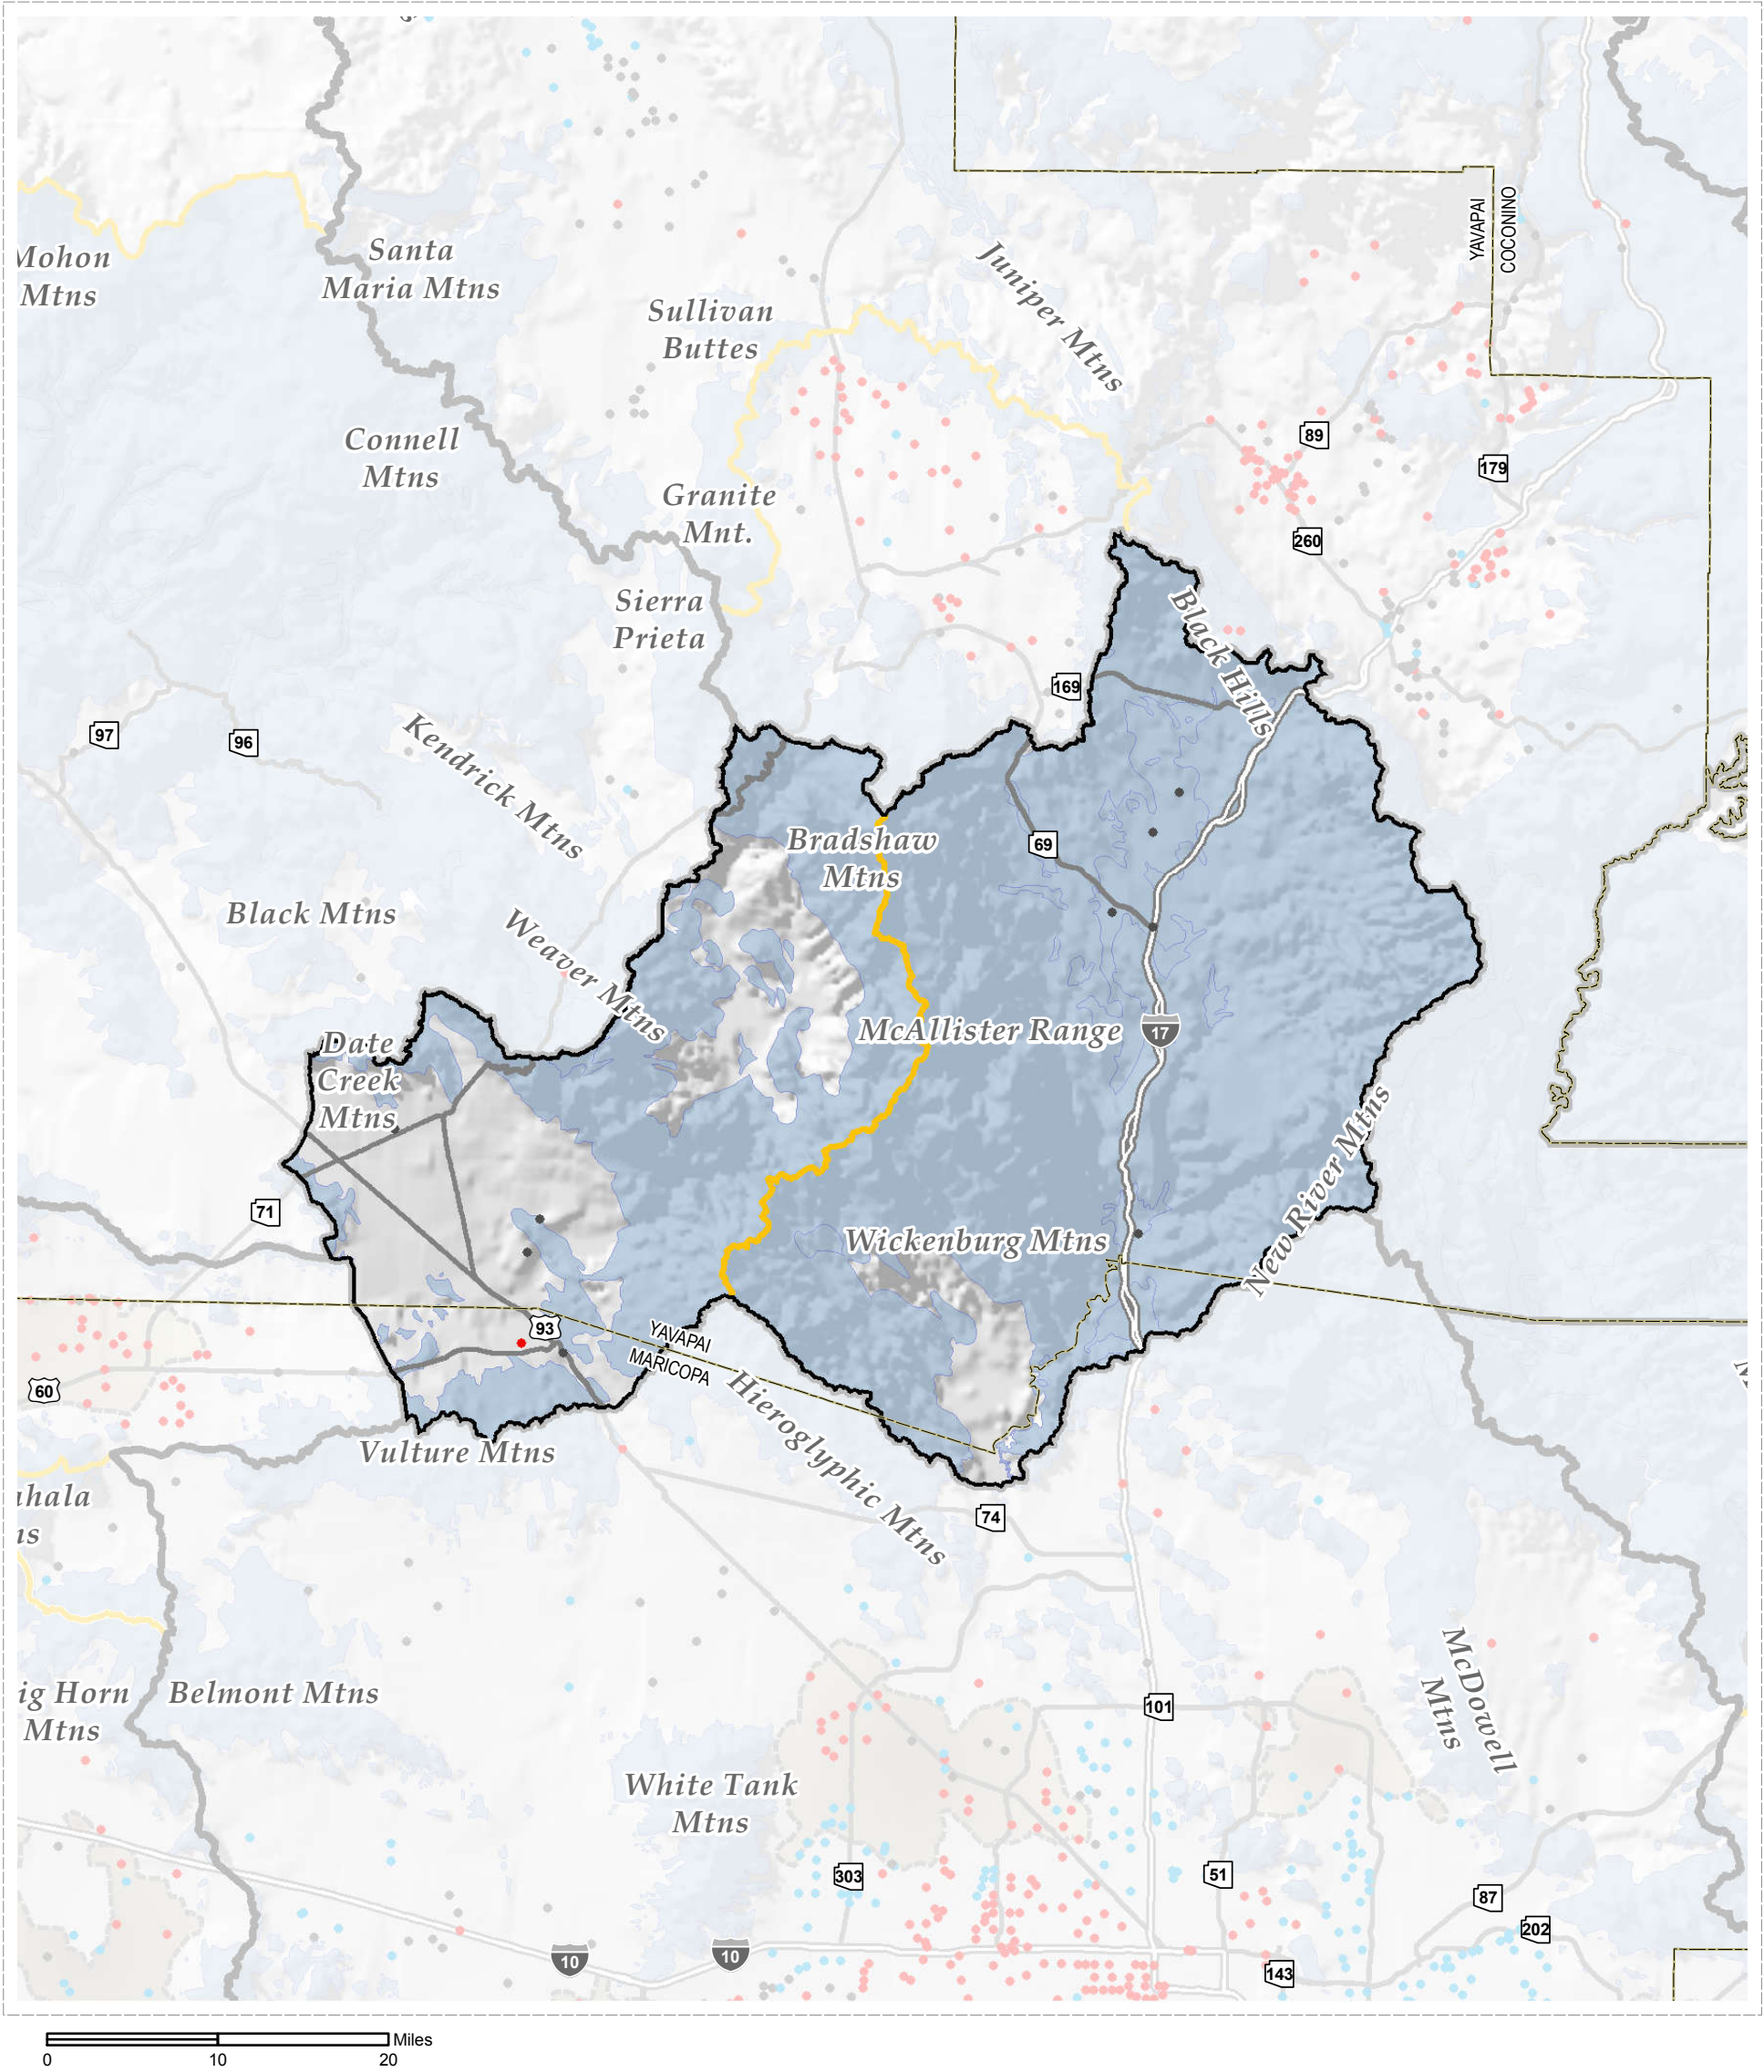 YAVAPAI
COCONINO
Mohon
Mtns
Santa
Maria Mtns
Juniper Mtns
Sullivan
Buttes
Connell
Mtns
89
179
Granite
Mnt.
260
Sierra
Prieta
Black Hills
169
97
96
Kendrick Mtns
Bradshaw
Mtns
69
Black Mtns
Weaver Mtns
McAllister Range
17
Date
Creek
Mtns
New River Mtns
71
Wickenburg Mtns
93
YAVAPAI
MARICOPA
60
Hieroglyphic Mtns
Vulture Mtns
ahala
ns
74
McDowell
Mtns
ig Horn
Mtns
Belmont Mtns
101
White Tank
Mtns
303
51
87
202
10
10
143
Miles
0
10
20